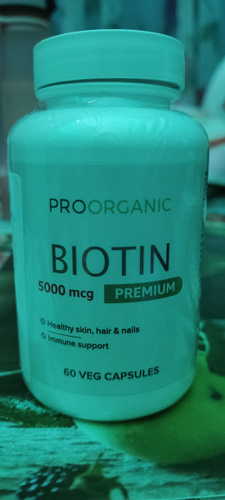 PROORGANIC
BIOTIN
5000 mcg PREMIUM
Healthy skin, hair & nails
Immune support
60 VEG CAPSULES